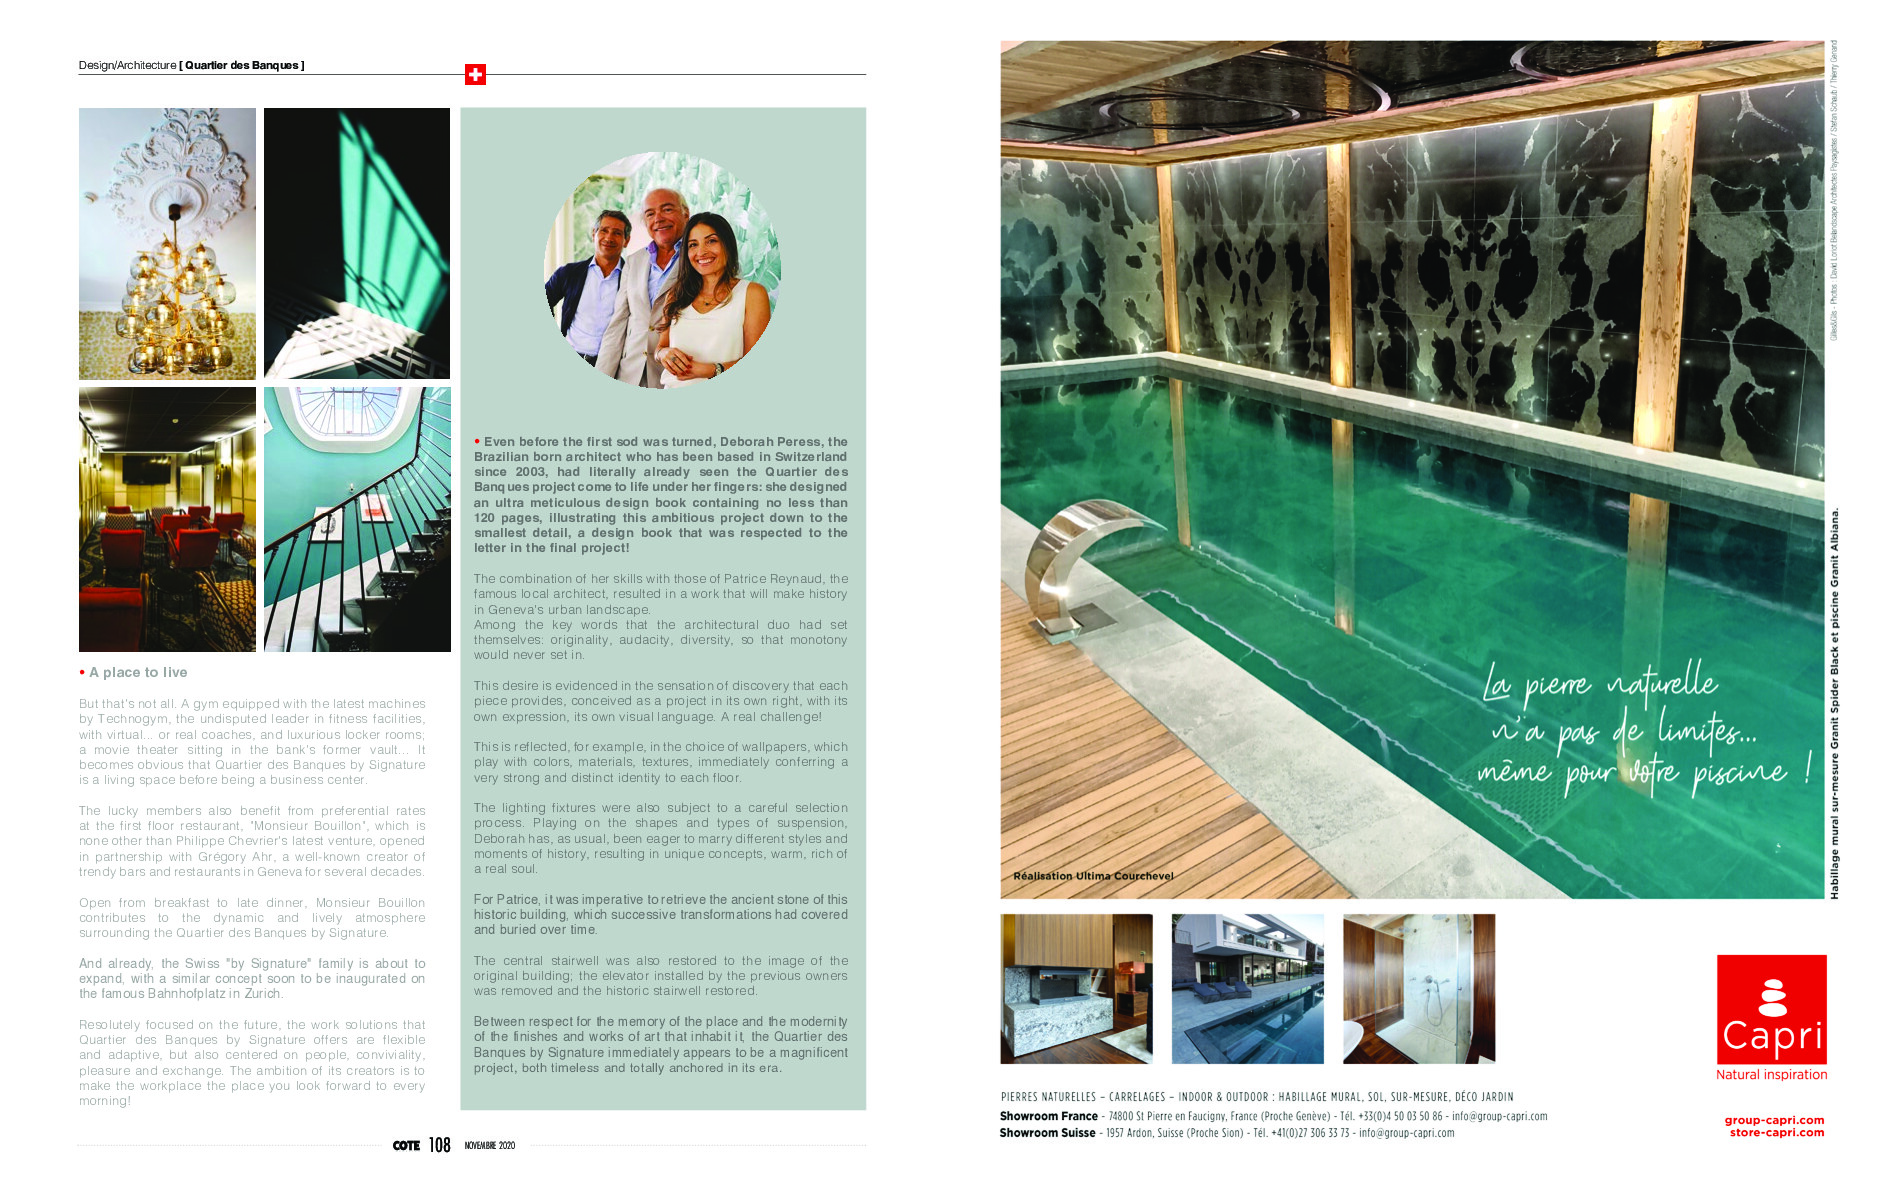 Design/Architecture [ Quartier des Banques ]
• A place to live
But that's not all. A gym equipped with the latest machines
by Technogym, the undisputed leader in fitness facilities,
with virtual... or real coaches, and luxurious locker rooms;
a movie theater sitting in the bank's former vault... It
becomes obvious that Quartier des Banques by Signature
is a living space before being a business center.
The lucky members also benefit from preferential rates
at the first floor restaurant, "Monsieur Bouillon", which is
none other than Philippe Chevrier's latest venture, opened
in partnership with Grégory Ahr, a well-known creator of
trendy bars and restaurants in Geneva for several decades.
Open from breakfast to late dinner, Monsieur Bouillon
contributes to the dynamic and lively atmosphere
surrounding the Quartier des Banques by Signature.
And already, the Swiss "by Signature" family is about to
expand, with a similar concept soon to be inaugurated on
the famous Bahnhofplatz in Zurich.
Resolutely focused on the future, the work solutions that
Quartier des Banques by Signature offers are flexible
and adaptive, but also centered on people, conviviality,
pleasure and exchange. The ambition of its creators is to
make the workplace the place you look forward to every
morning!
• Even before the first sod was turned, Deborah Peress, the
Brazilian born architect who has been based in Switzerland
since 2003, had literally already seen the Quartier des
Banques project come to life under her fingers: she designed
an ultra meticulous design book containing no less than
120 pages, illustrating this ambitious project down to the
smallest detail, a design book that was respected to the
letter in the final project!
The combination of her skills with those of Patrice Reynaud, the
famous local architect, resulted in a work that will make history
in Geneva's urban landscape.
Among the key words that the architectural duo had set
themselves: originality, audacity, diversity, so that monotony
would never set in.
This desire is evidenced in the sensation of discovery that each
piece provides, conceived as a project in its own right, with its
own expression, its own visual language. A real challenge!
This is reflected, for example, in the choice of wallpapers, which
play with colors, materials, textures, immediately conferring a
very strong and distinct identity to each floor.
The lighting fixtures were also subject to a careful selection
process. Playing on the shapes and types of suspension,
Deborah has, as usual, been eager to marry different styles and
moments of history, resulting in unique concepts, warm, rich of
a real soul.
For Patrice, it was imperative to retrieve the ancient stone of this
historic building, which successive transformations had covered
and buried over time.
The central stairwell was also restored to the image of the
original building; the elevator installed by the previous owners
was removed and the historic stairwell restored.
Between respect for the memory of the place and the modernity
of the finishes and works of art that inhabit it, the Quartier des
Banques by Signature immediately appears to be a magnificent
project, both timeless and totally anchored in its era.
COTE 108 NOVEMBRE 2020
La pierre naturelle
n'a pas de limites...
même pour votre piscine !
Réalisation Ultima Courchevel
Photos : David Loriot Belandscape Architectes Paysagistes / Stefan Schaub / Thierry Genand
Habillage mural sur-mesure Granit Spider Black et piscine Granit Albiana.
Capri
Natural inspiration
PIERRES NATURELLES – CARRELAGES – INDOOR & OUTDOOR : HABILLAGE MURAL, SOL, SUR-MESURE, DÉCO JARDIN
Showroom France - 74800 St Pierre en Faucigny, France (Proche Genève) - Tél. +33(0)4 50 03 50 86 - info@group-capri.com
Showroom Suisse - 1957 Ardon, Suisse (Proche Sion) - Tél. +41(0)27 306 33 73 - info@group-capri.com
group-capri.com
store-capri.com